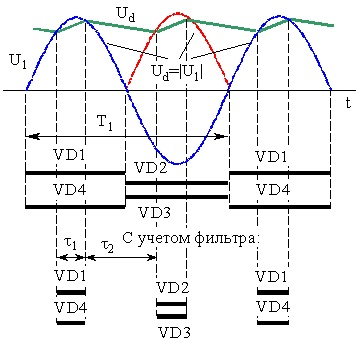 U_d
U_1
U_d=|U_1|
t
T_1
VD1 VD2 VD1
VD4 VD3 VD4
С учетом фильтра:
τ_1 τ_2
VD1 VD2 VD1
VD4 VD3 VD4